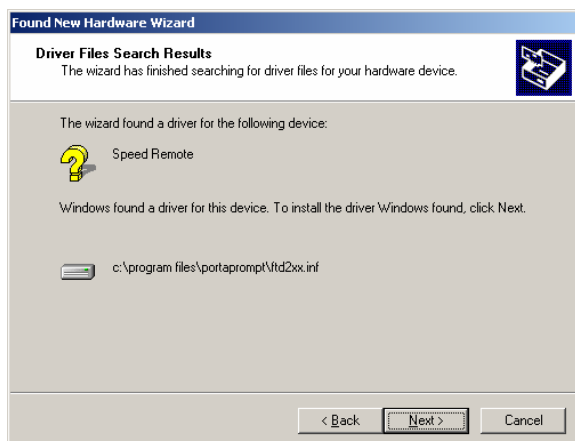 Found New Hardware Wizard
Driver Files Search Results
The wizard has finished searching for driver files for your hardware device.
The wizard found a driver for the following device:
Speed Remote
Windows found a driver for this device. To install the driver Windows found, click Next.
c:\program files\portaprompt\ftd2xx.inf
< Back Next > Cancel